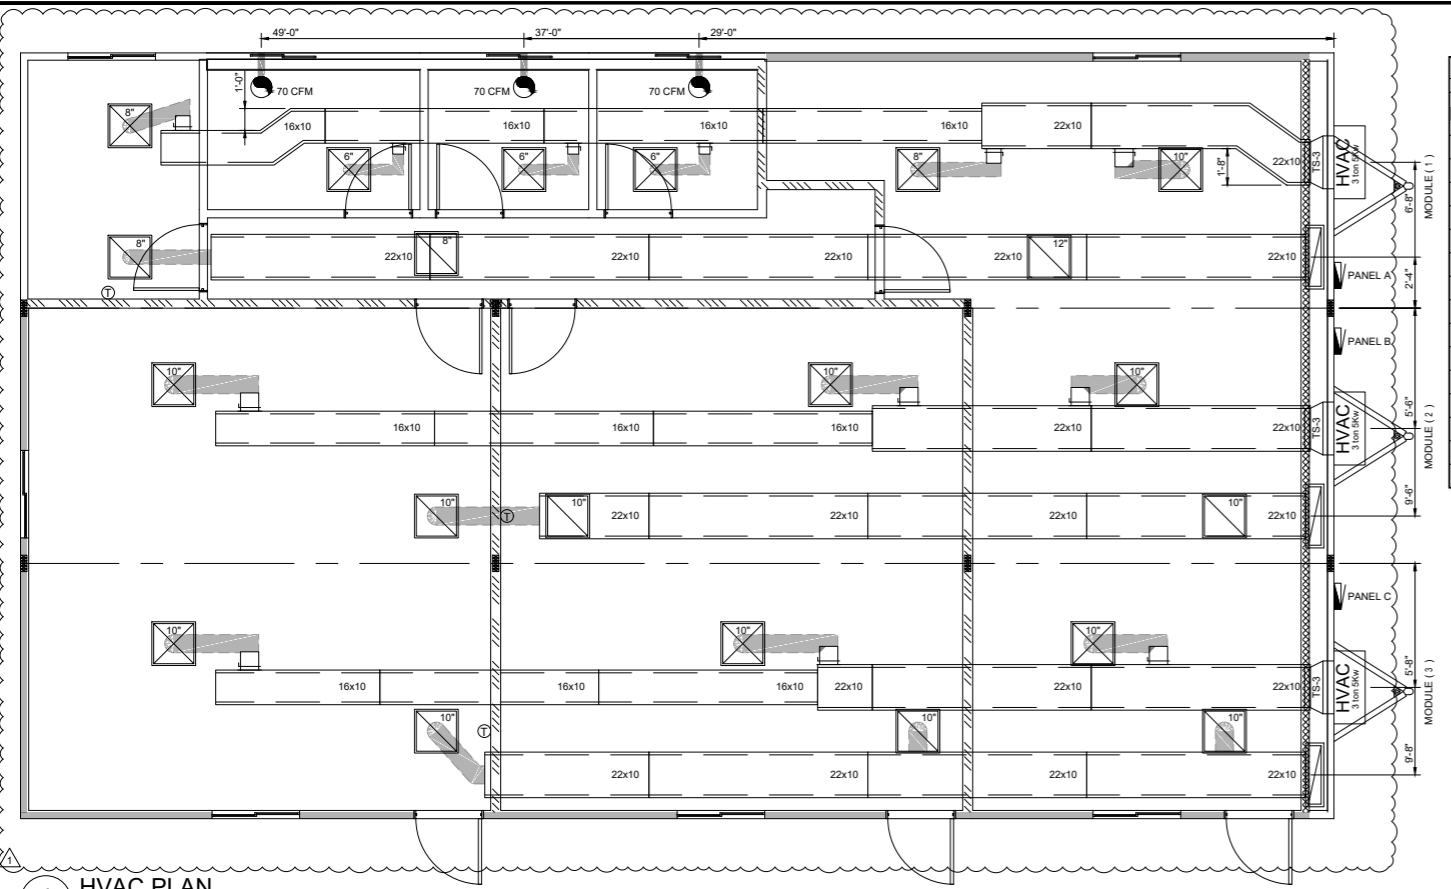 49'-0" 37'-0" 29'-0"
1'-0"
70 CFM 70 CFM 70 CFM
8"
16x10 16x10 16x10 16x10 22x10
6" 6" 6" 8" 10"
1'-8"
22x10
TS-3
HVAC
3 ton 5Kw
6'-8"
MODULE ( 1 )
8" 8" 12"
22x10 22x10 22x10 22x10 22x10
PANEL A
2'-4"
T
PANEL B
10" 10" 10"
16x10 16x10 16x10 22x10 22x10
TS-3
HVAC
3 ton 5Kw
5'-6"
MODULE ( 2 )
10" 10" 10"
T
22x10 22x10 22x10 22x10
9'-6"
PANEL C
10" 10" 10"
16x10 16x10 16x10 22x10 22x10 22x10
TS-3
HVAC
3 ton 5Kw
5'-8"
MODULE ( 3 )
10" 10" 10"
T
22x10 22x10 22x10 22x10
9'-8"
1
HVAC PLAN